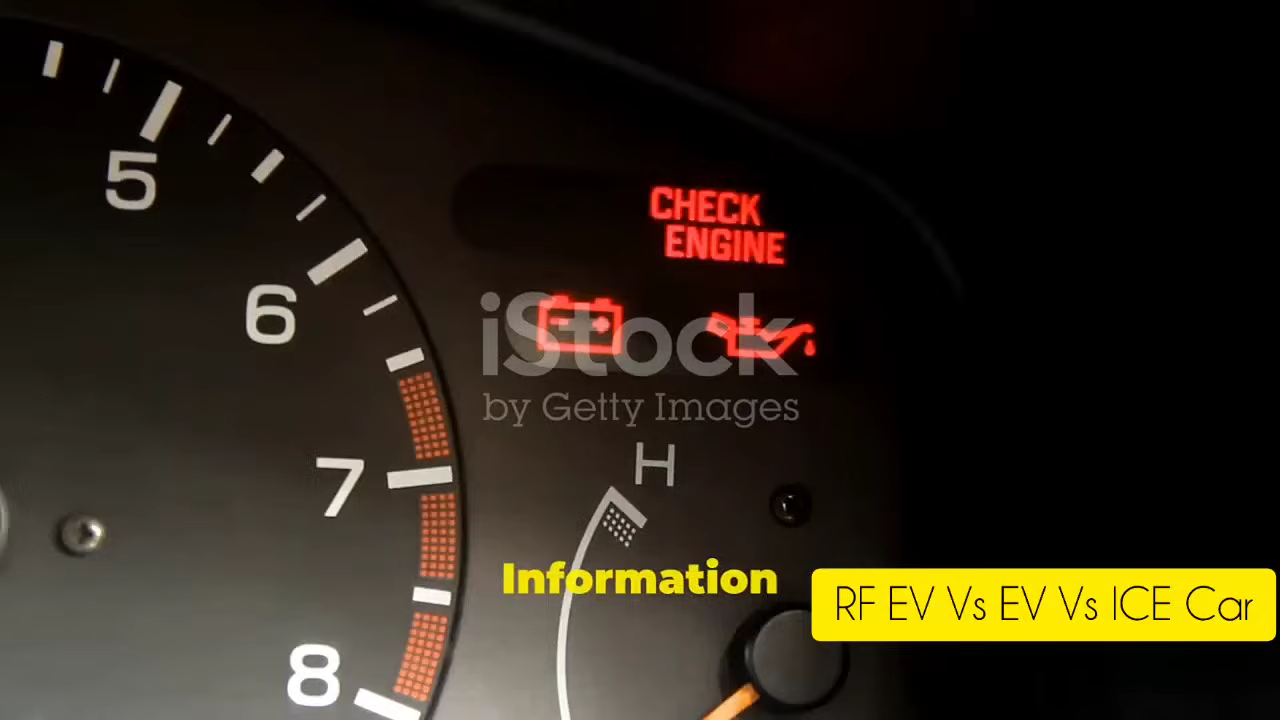 5
6
7
8
CHECK
ENGINE
iStock
by Getty Images
H
Information
RF EV Vs EV Vs ICE Car